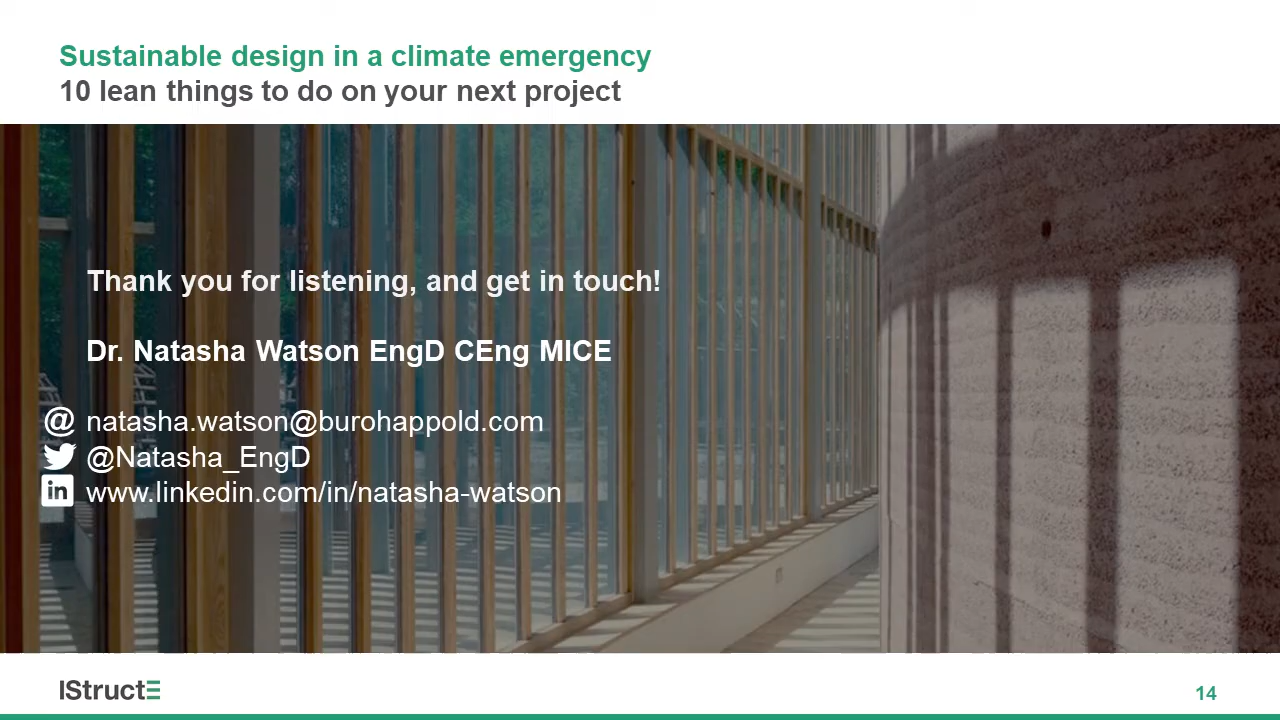 Sustainable design in a climate emergency
10 lean things to do on your next project
Thank you for listening, and get in touch!
Dr. Natasha Watson EngD CEng MICE
@ natasha.watson@burohappold.com
@Natasha_EngD
in www.linkedin.com/in/natasha-watson
IStructE
14